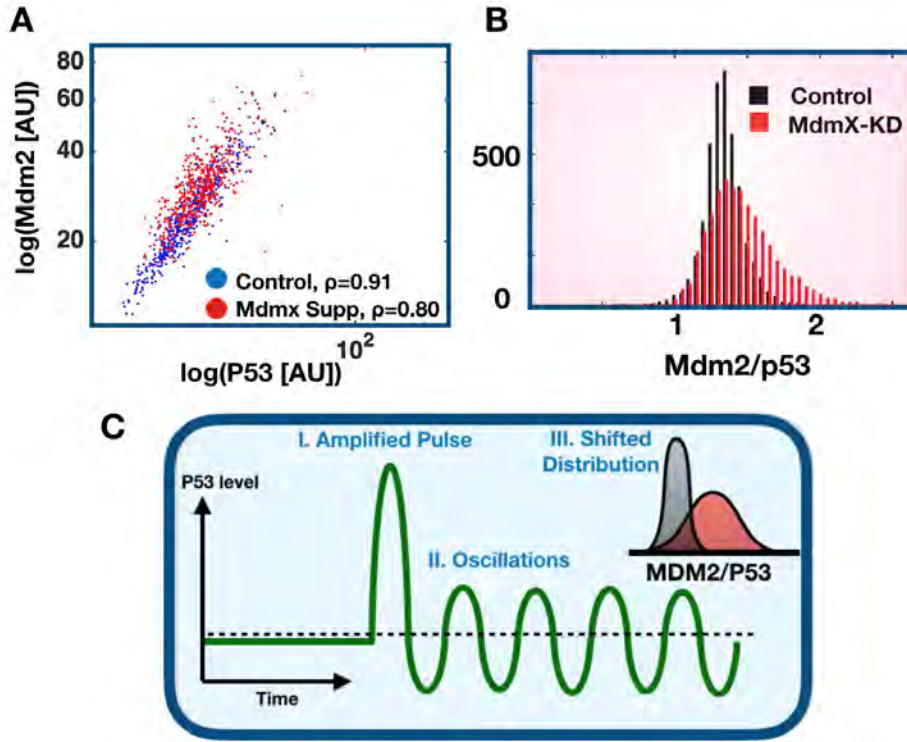 A
80
60
40
20
log(Mdm2 [AU])
Control, ρ=0.91
Mdmx Supp, ρ=0.80
10²
log(P53 [AU])
B
500
0
Control
MdmX-KD
1
2
Mdm2/p53
C
I. Amplified Pulse
III. Shifted
Distribution
P53 level
II. Oscillations
MDM2/P53
Time